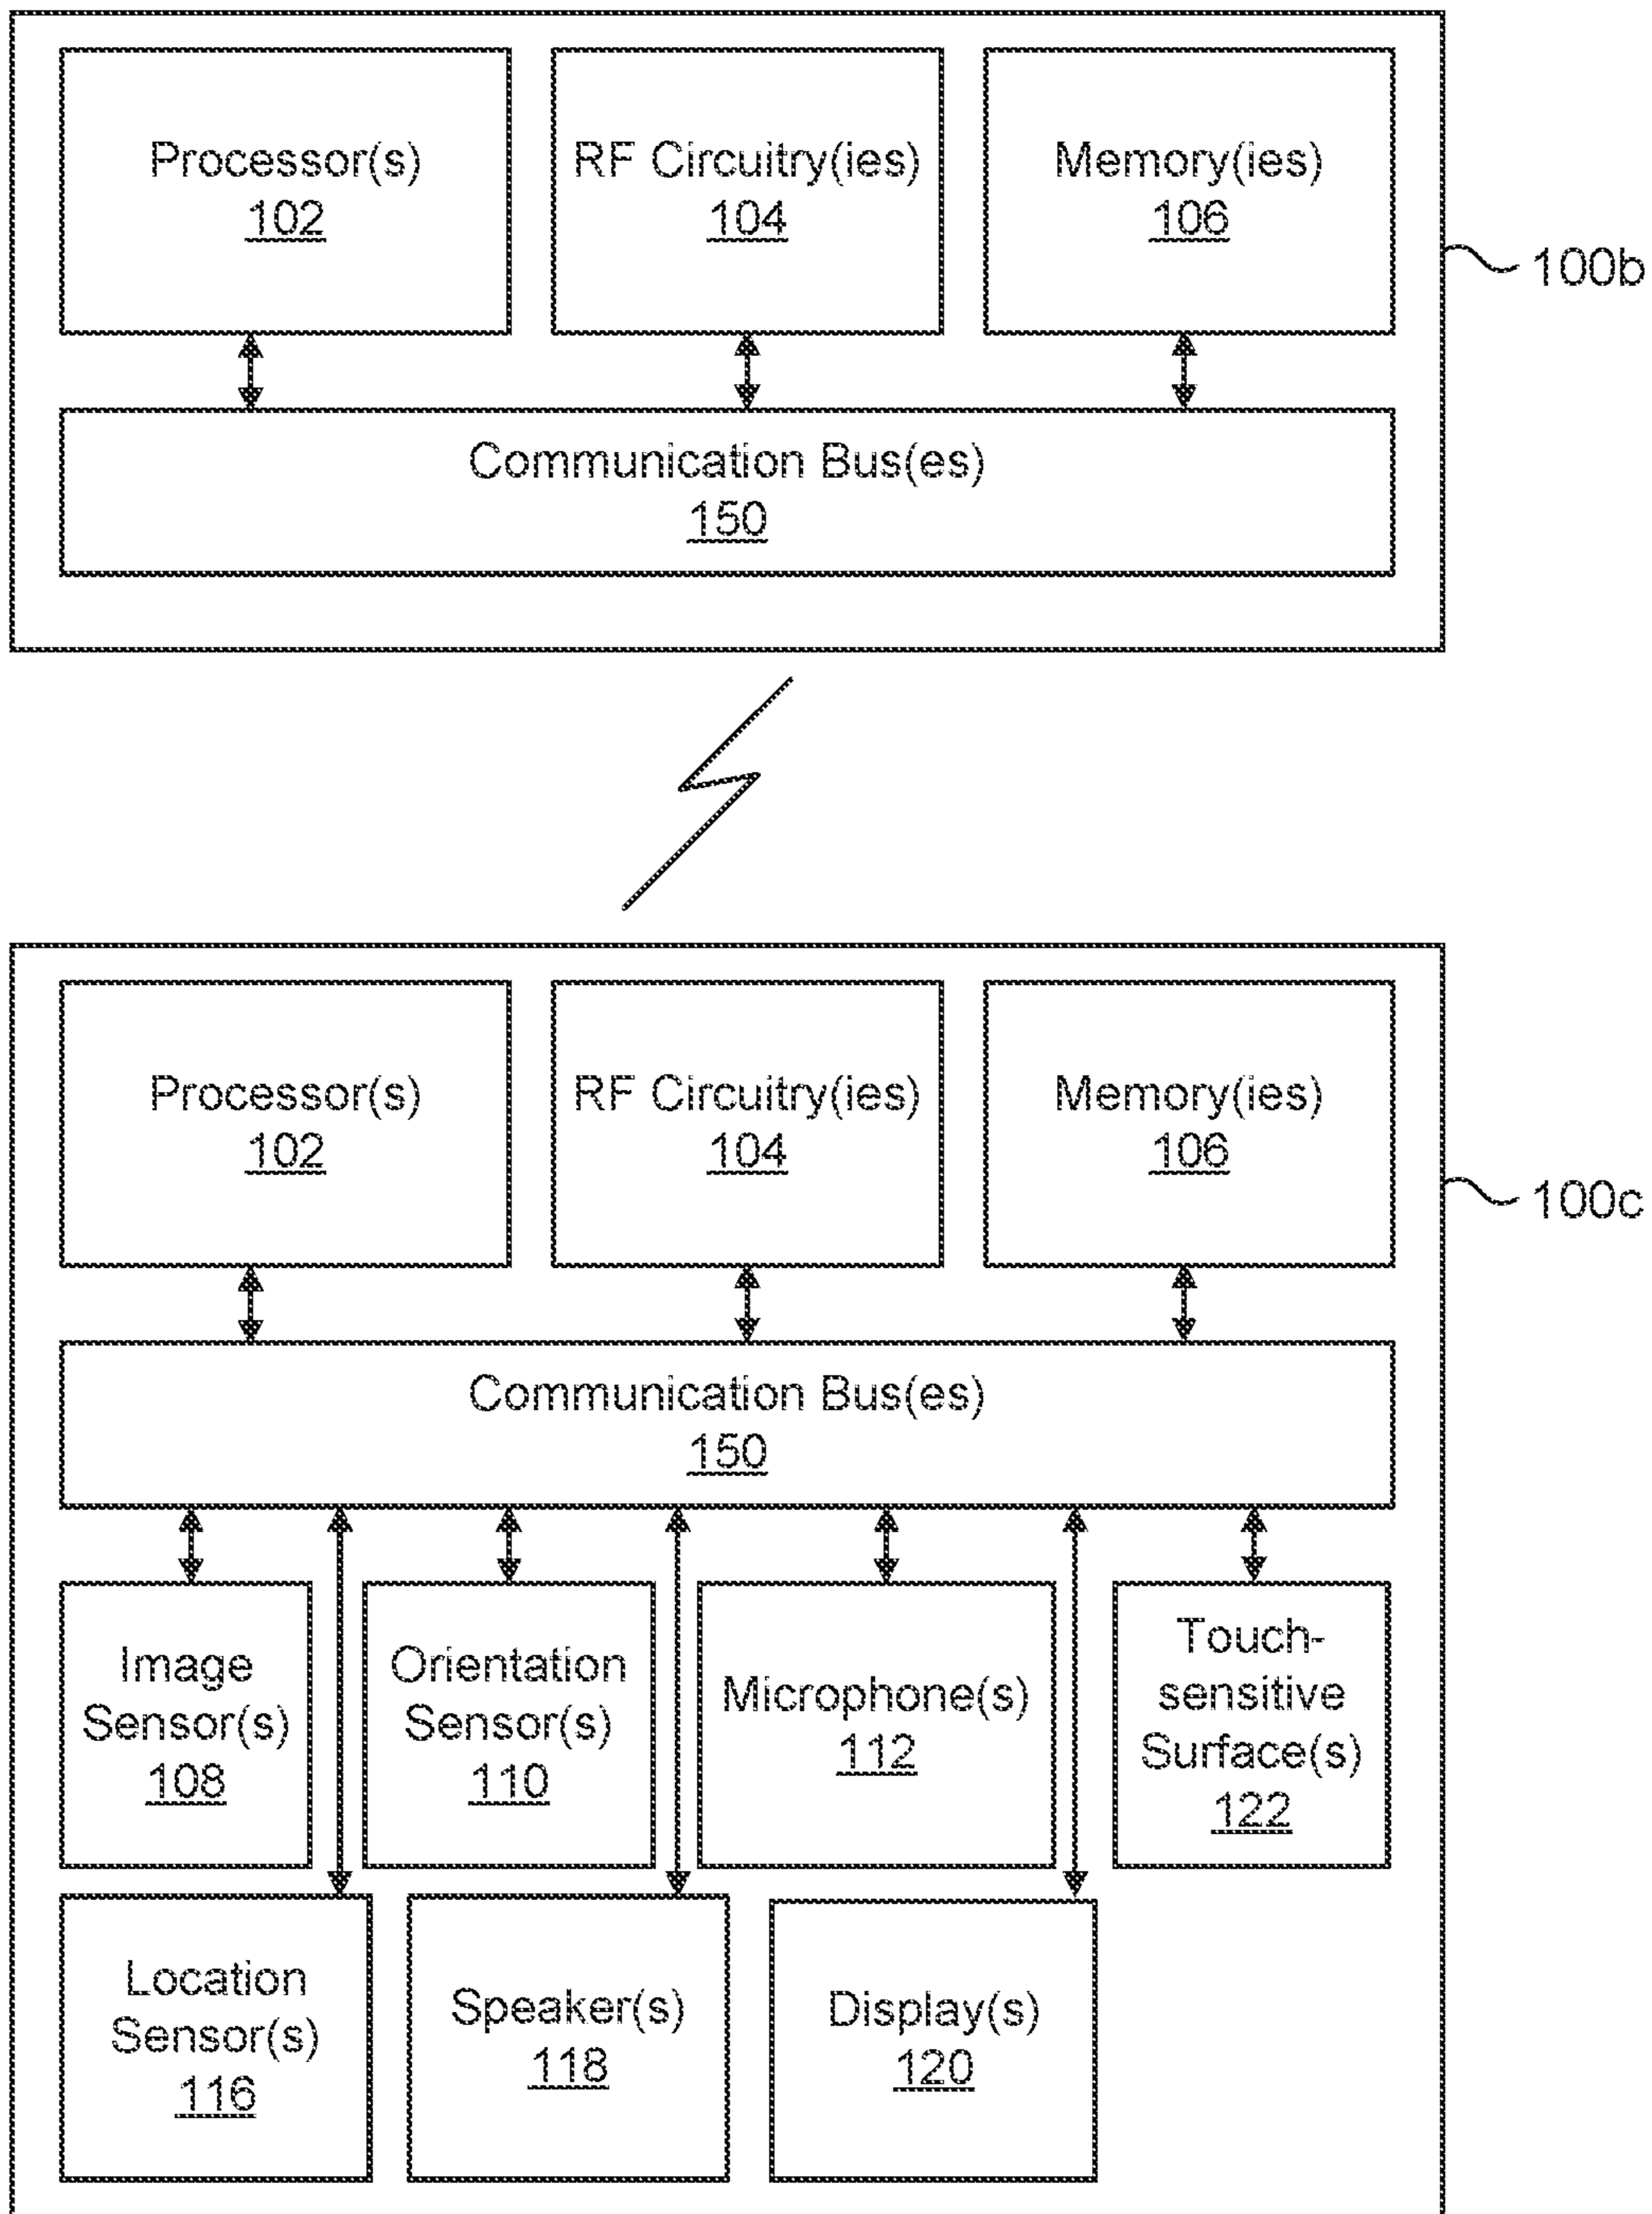 Processor(s)
102
RF Circuitry(ies)
104
Memory(ies)
106
100b
Communication Bus(es)
150
Processor(s)
102
RF Circuitry(ies)
104
Memory(ies)
106
100c
Communication Bus(es)
150
Image
Sensor(s)
108
Orientation
Sensor(s)
110
Microphone(s)
112
Touch-
sensitive
Surface(s)
122
Location
Sensor(s)
116
Speaker(s)
118
Display(s)
120